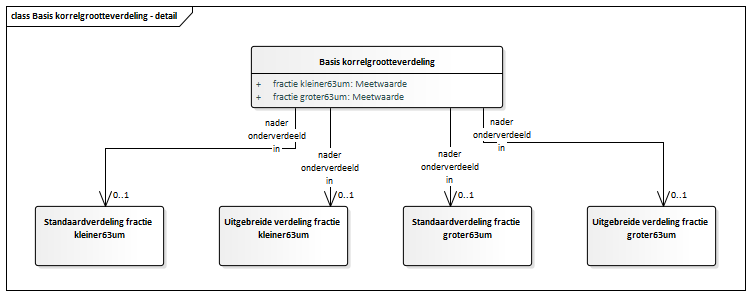 class Basis korrelgrootteverdeling - detail
Basis korrelgrootteverdeling
+ fractie kleiner63um: Meetwaarde
+ fractie groter63um: Meetwaarde
nader
onderverdeeld
in
nader
onderverdeeld
in
nader
onderverdeeld
in
nader
onderverdeeld
in
0..1
0..1
0..1
0..1
Standaardverdeling fractie
kleiner63um
Uitgebreide verdeling fractie
kleiner63um
Standaardverdeling fractie
groter63um
Uitgebreide verdeling fractie
groter63um